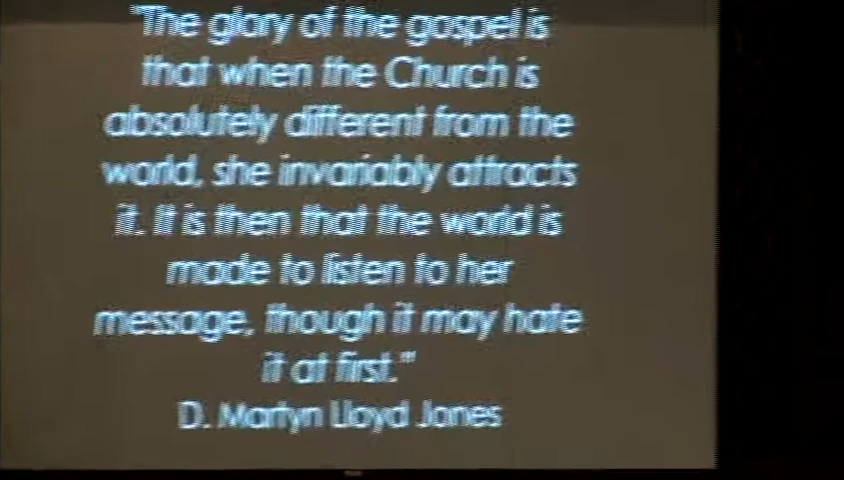 "The glory of the gospel is
that when the Church is
absolutely different from the
world, she invariably attracts
it. It is then that the world is
made to listen to her
message, though it may hate
it at first."
D. Martyn Lloyd Jones